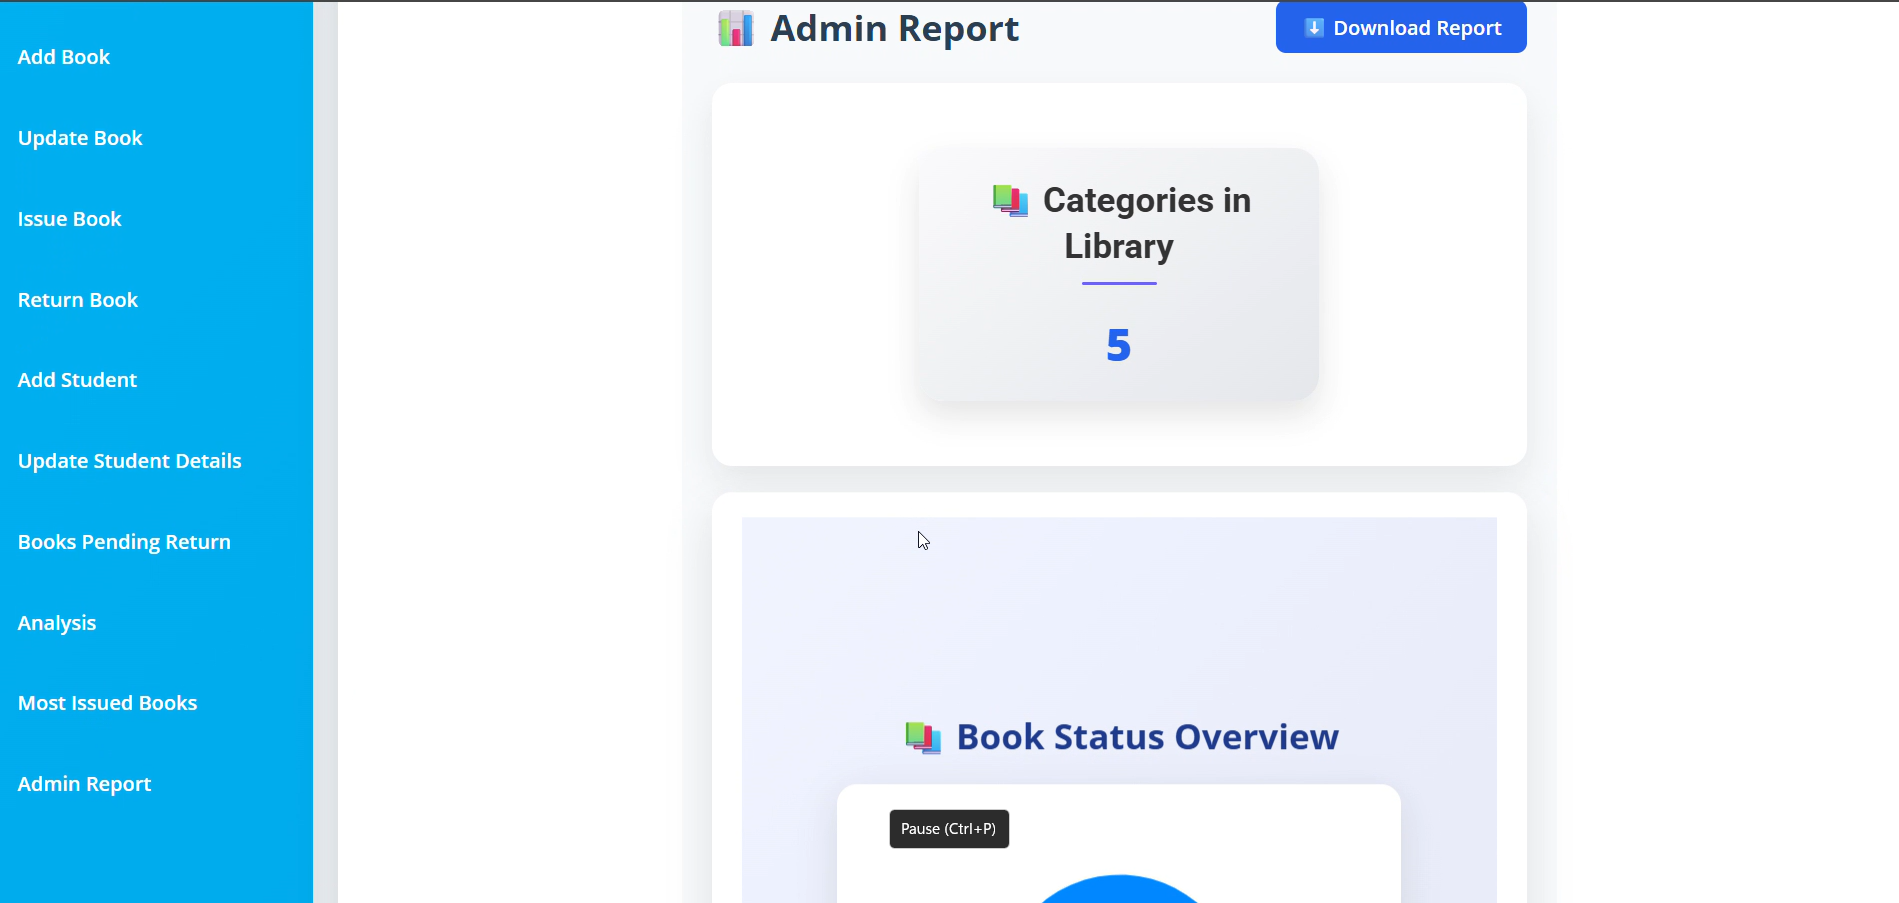 Add Book
Update Book
Issue Book
Return Book
Add Student
Update Student Details
Books Pending Return
Analysis
Most Issued Books
Admin Report
Admin Report
Download Report
Categories in
Library
5
Book Status Overview
Pause (Ctrl+P)